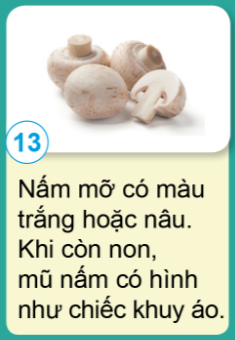 13
Nấm mỡ có màu
trắng hoặc nâu.
Khi còn non,
mũ nấm có hình
như chiếc khuy áo.